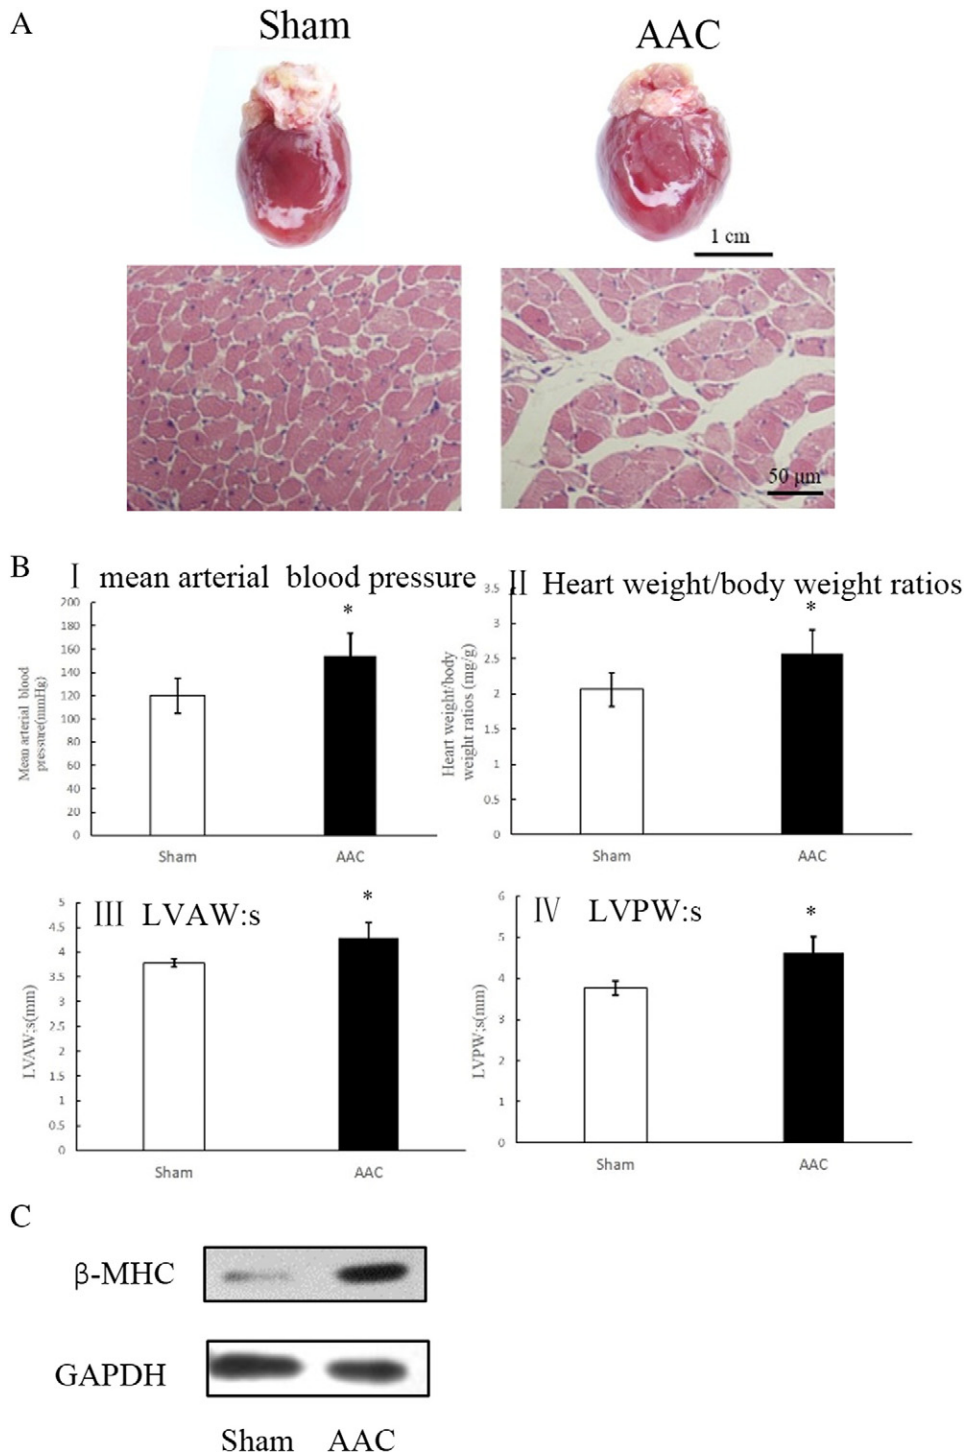 A
Sham
AAC
1 cm
50 μm
B
Ⅰ mean arterial blood pressure
200
180
160
140
120
100
80
60
40
20
0
Mean arterial blood
pressure(mmHg)
*
Sham
AAC
Ⅱ Heart weight/body weight ratios
3.5
3
2.5
2
1.5
1
0.5
0
Heart weight/body
weight ratios (mg/g)
*
Sham
AAC
Ⅲ LVAW:s
5
4.5
4
3.5
3
2.5
2
1.5
1
0.5
0
LVAW;s(mm)
*
Sham
AAC
Ⅳ LVPW:s
6
5
4
3
2
1
0
LVPW;s(mm)
*
Sham
AAC
C
β-MHC
GAPDH
Sham
AAC